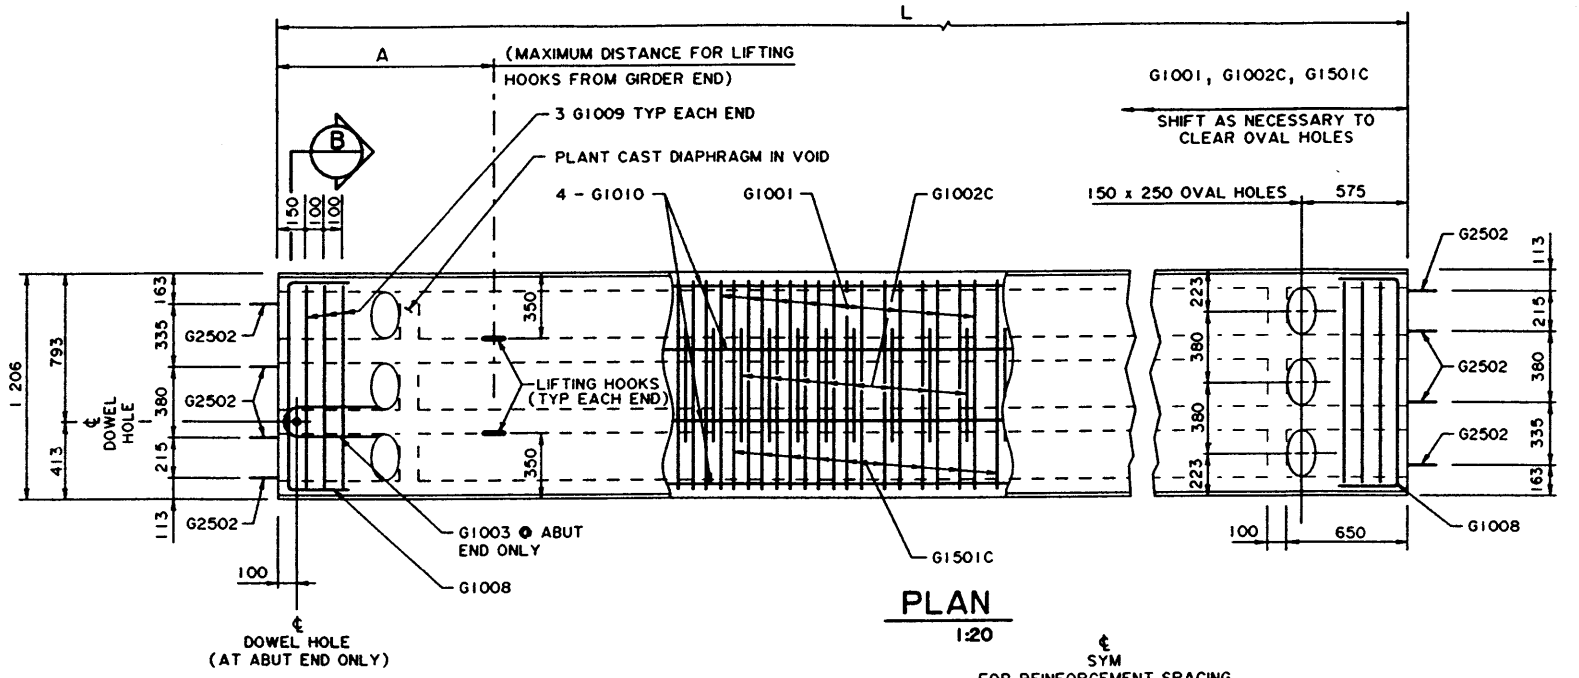 L
A
(MAXIMUM DISTANCE FOR LIFTING
HOOKS FROM GIRDER END)
G1001, G1002C, G1501C
SHIFT AS NECESSARY TO
CLEAR OVAL HOLES
3 G1009 TYP EACH END
B
PLANT CAST DIAPHRAGM IN VOID
4 - G1010
G1001
G1002C
150 x 250 OVAL HOLES
575
150
100
100
G2502
113
163
350
223
215
G2502
335
793
1 206
380
G2502
380
LIFTING HOOKS
(TYP EACH END)
G2502
380
℄
DOWEL
HOLE
413
215
350
223
G2502
335
163
113
G2502
G1003 @ ABUT
END ONLY
G1501C
100
650
G1008
100
G1008
℄
DOWEL HOLE
(AT ABUT END ONLY)
PLAN
1:20
℄
SYM
FOR REINFORCEMENT SPACING